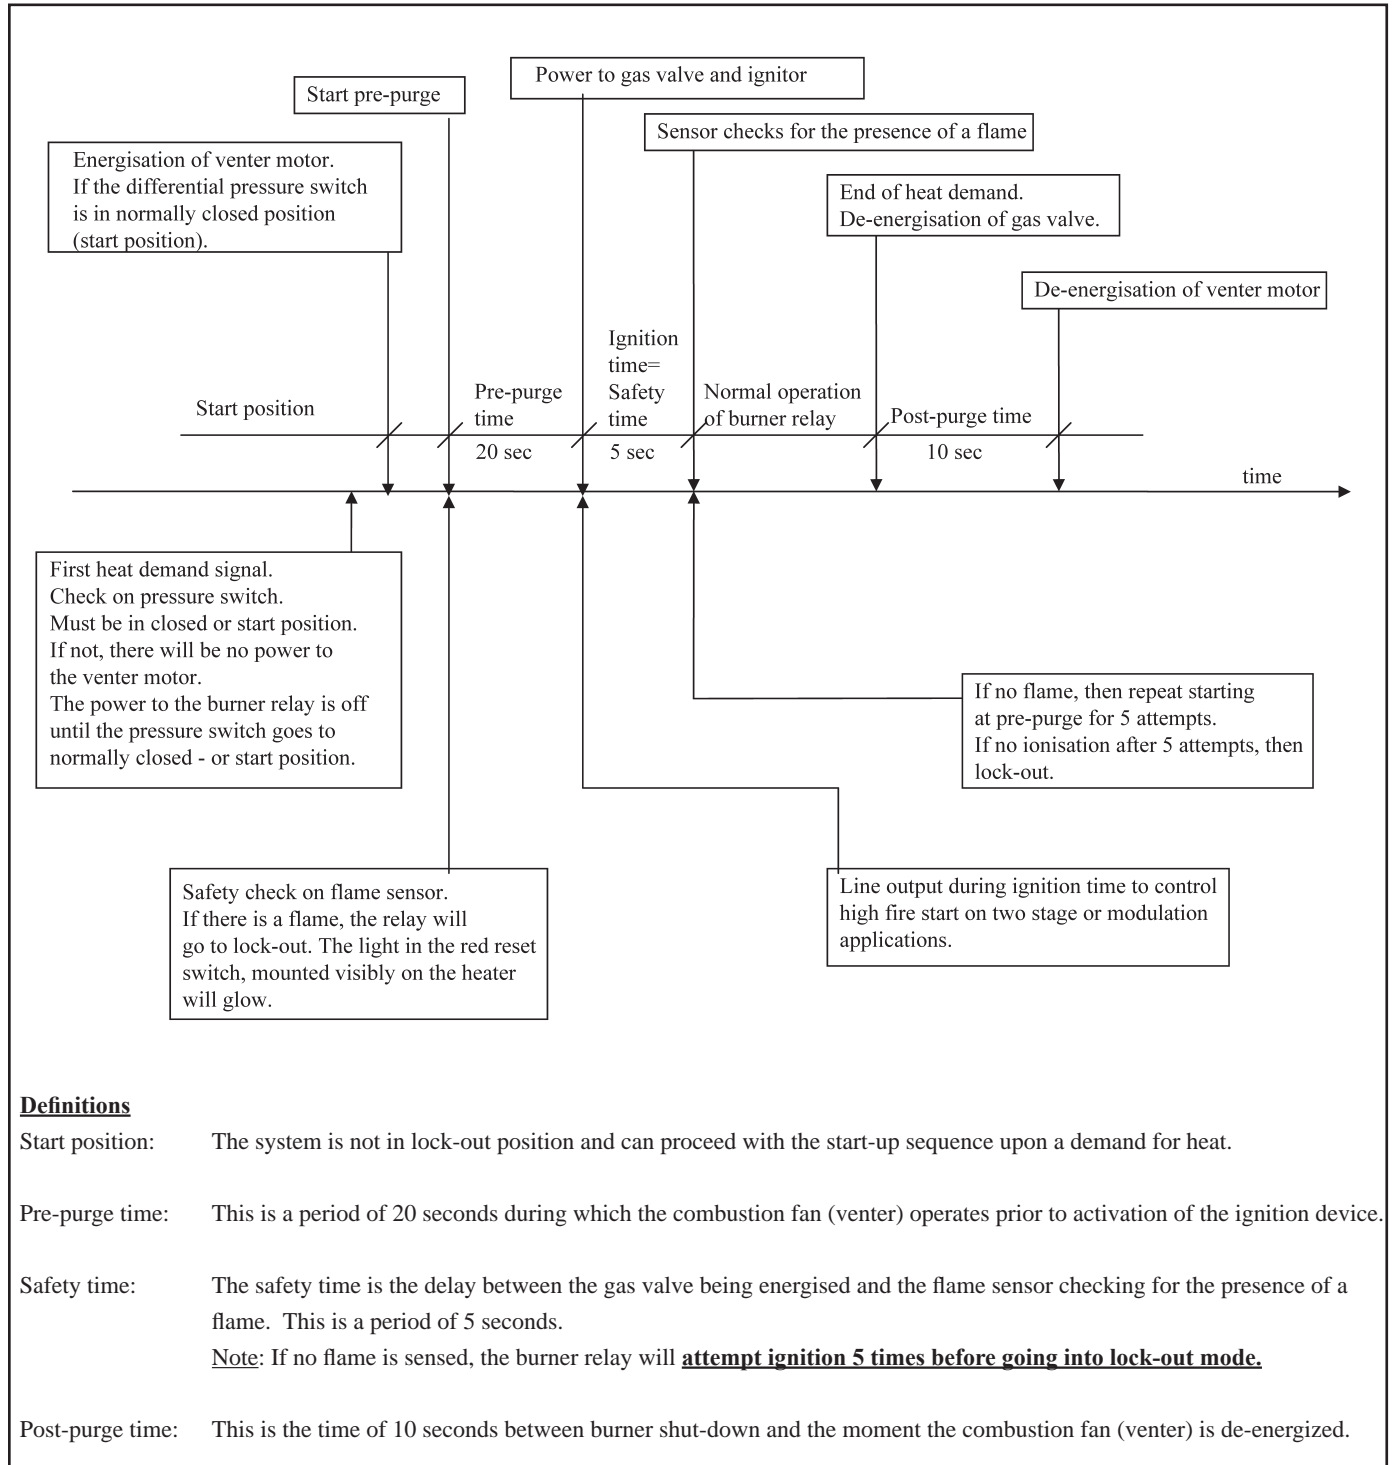 Power to gas valve and ignitor
Start pre-purge
Sensor checks for the presence of a flame
Energisation of venter motor.
If the differential pressure switch
is in normally closed position
(start position).
End of heat demand.
De-energisation of gas valve.
De-energisation of venter motor
Start position
Pre-purge
time
20 sec
Ignition
time=
Safety
time
5 sec
Normal operation
of burner relay
Post-purge time
10 sec
time
First heat demand signal.
Check on pressure switch.
Must be in closed or start position.
If not, there will be no power to
the venter motor.
The power to the burner relay is off
until the pressure switch goes to
normally closed - or start position.
If no flame, then repeat starting
at pre-purge for 5 attempts.
If no ionisation after 5 attempts, then
lock-out.
Safety check on flame sensor.
If there is a flame, the relay will
go to lock-out. The light in the red reset
switch, mounted visibly on the heater
will glow.
Line output during ignition time to control
high fire start on two stage or modulation
applications.
Definitions
Start position: The system is not in lock-out position and can proceed with the start-up sequence upon a demand for heat.
Pre-purge time: This is a period of 20 seconds during which the combustion fan (venter) operates prior to activation of the ignition device.
Safety time: The safety time is the delay between the gas valve being energised and the flame sensor checking for the presence of a
flame. This is a period of 5 seconds.
Note: If no flame is sensed, the burner relay will attempt ignition 5 times before going into lock-out mode.
Post-purge time: This is the time of 10 seconds between burner shut-down and the moment the combustion fan (venter) is de-energized.